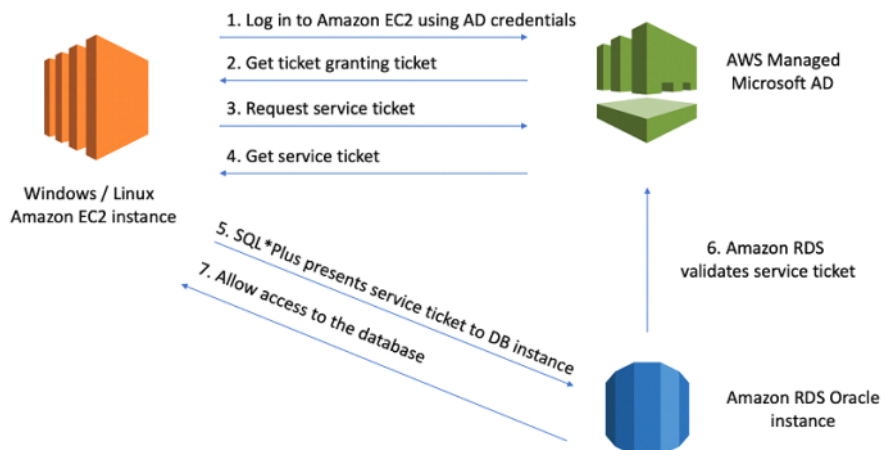 1. Log in to Amazon EC2 using AD credentials
2. Get ticket granting ticket
3. Request service ticket
4. Get service ticket
AWS Managed
Microsoft AD
Windows / Linux
Amazon EC2 instance
5. SQL*Plus presents service ticket to DB instance
7. Allow access to the database
6. Amazon RDS
validates service ticket
Amazon RDS Oracle
instance